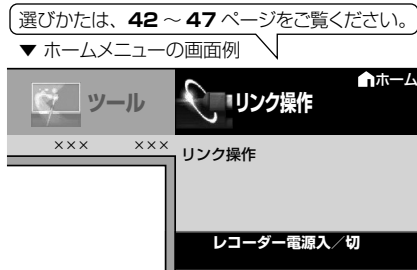 選びかたは、42～47ページをご覧ください。
▼ ホームメニューの画面例
ホーム
ツール
リンク操作
××× ×××
リンク操作
レコーダー電源入／切